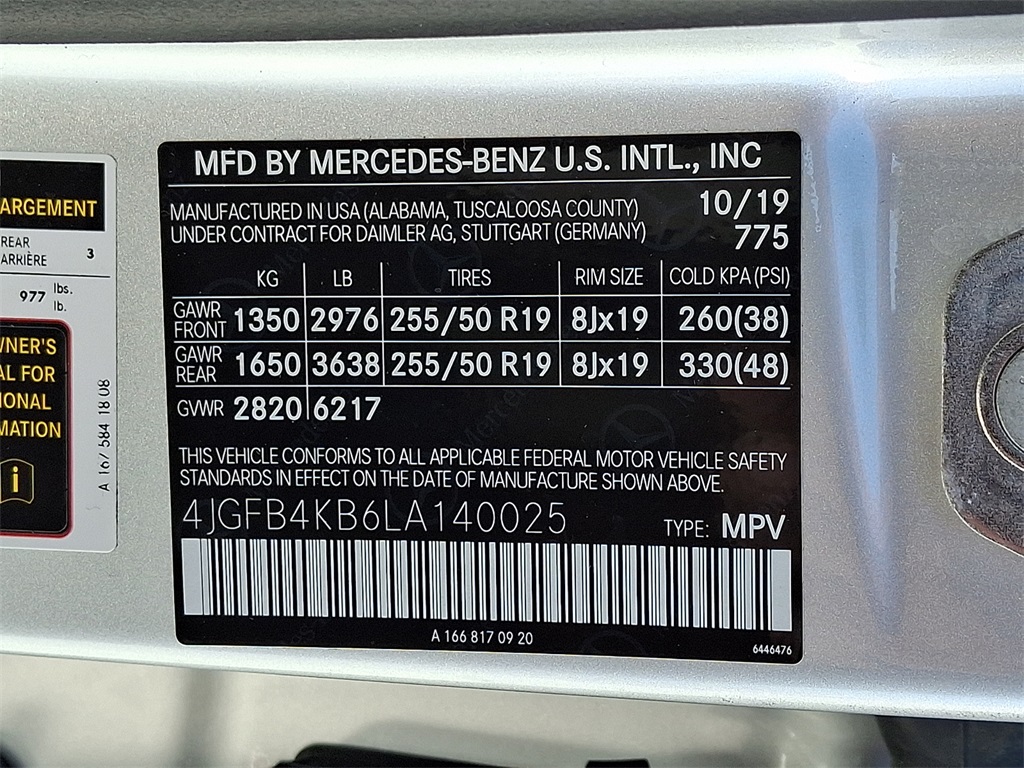 ARGEMENT
REAR
ARRIÈRE 3
977 lbs.
lb.
WNER'S
AL FOR
IONAL
MATION
i
A 167 584 18 08
MFD BY MERCEDES-BENZ U.S. INTL., INC
MANUFACTURED IN USA (ALABAMA, TUSCALOOSA COUNTY) 10/19
UNDER CONTRACT FOR DAIMLER AG, STUTTGART (GERMANY) 775
KG LB TIRES RIM SIZE COLD KPA (PSI)
GAWR FRONT 1350 2976 255/50 R19 8Jx19 260(38)
GAWR REAR 1650 3638 255/50 R19 8Jx19 330(48)
GVWR 2820 6217
THIS VEHICLE CONFORMS TO ALL APPLICABLE FEDERAL MOTOR VEHICLE SAFETY
STANDARDS IN EFFECT ON THE DATE OF MANUFACTURE SHOWN ABOVE.
4JGFB4KB6LA140025 TYPE: MPV
A 166 817 09 20
6446476